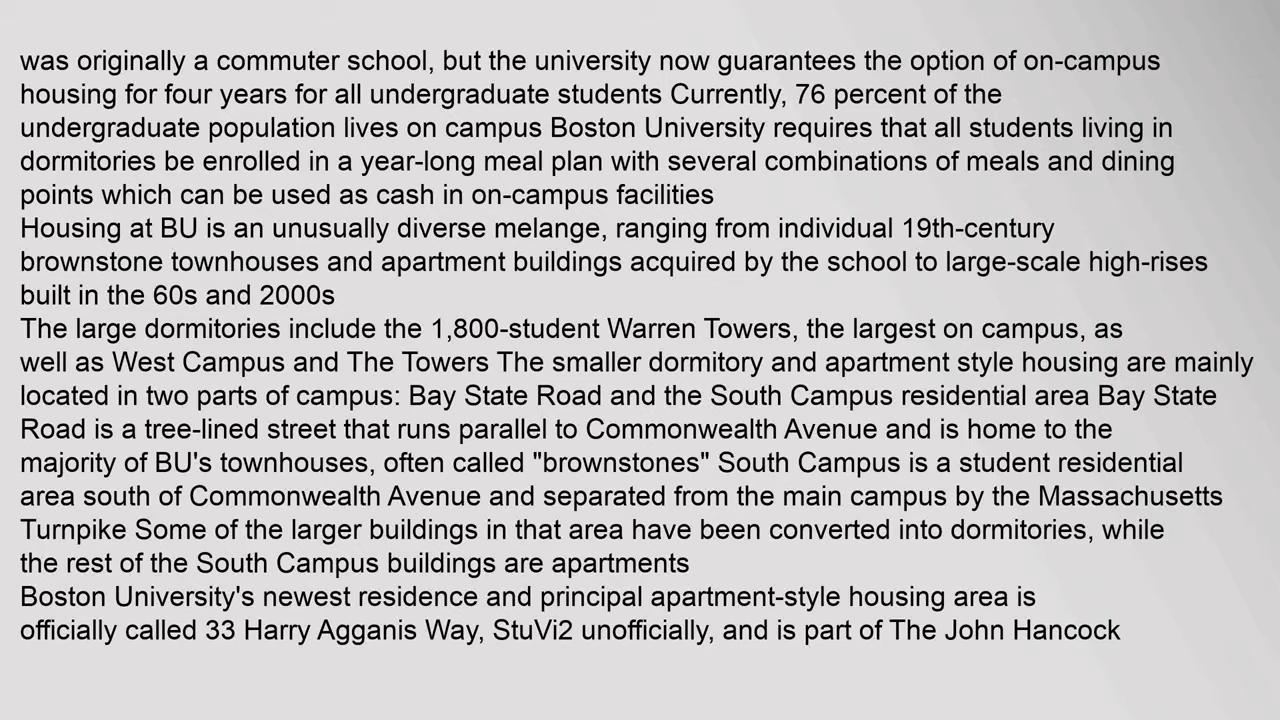 was originally a commuter school, but the university now guarantees the option of on-campus
housing for four years for all undergraduate students Currently, 76 percent of the
undergraduate population lives on campus Boston University requires that all students living in
dormitories be enrolled in a year-long meal plan with several combinations of meals and dining
points which can be used as cash in on-campus facilities
Housing at BU is an unusually diverse melange, ranging from individual 19th-century
brownstone townhouses and apartment buildings acquired by the school to large-scale high-rises
built in the 60s and 2000s
The large dormitories include the 1,800-student Warren Towers, the largest on campus, as
well as West Campus and The Towers The smaller dormitory and apartment style housing are mainly
located in two parts of campus: Bay State Road and the South Campus residential area Bay State
Road is a tree-lined street that runs parallel to Commonwealth Avenue and is home to the
majority of BU's townhouses, often called "brownstones" South Campus is a student residential
area south of Commonwealth Avenue and separated from the main campus by the Massachusetts
Turnpike Some of the larger buildings in that area have been converted into dormitories, while
the rest of the South Campus buildings are apartments
Boston University's newest residence and principal apartment-style housing area is
officially called 33 Harry Agganis Way, StuVi2 unofficially, and is part of The John Hancock